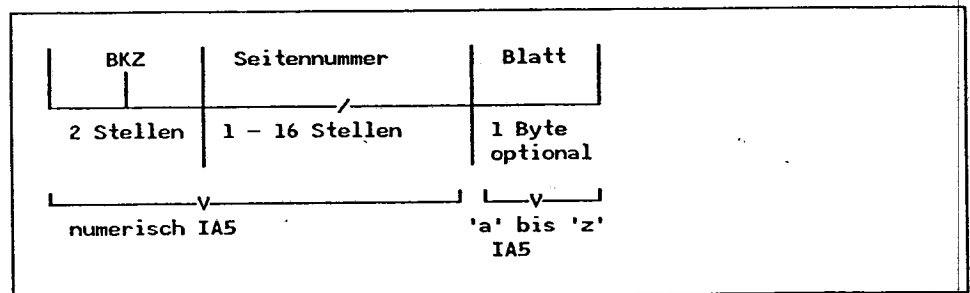 BKZ Seitennummer Blatt
2 Stellen 1 – 16 Stellen 1 Byte
optional
numerisch IA5 'a' bis 'z'
IA5